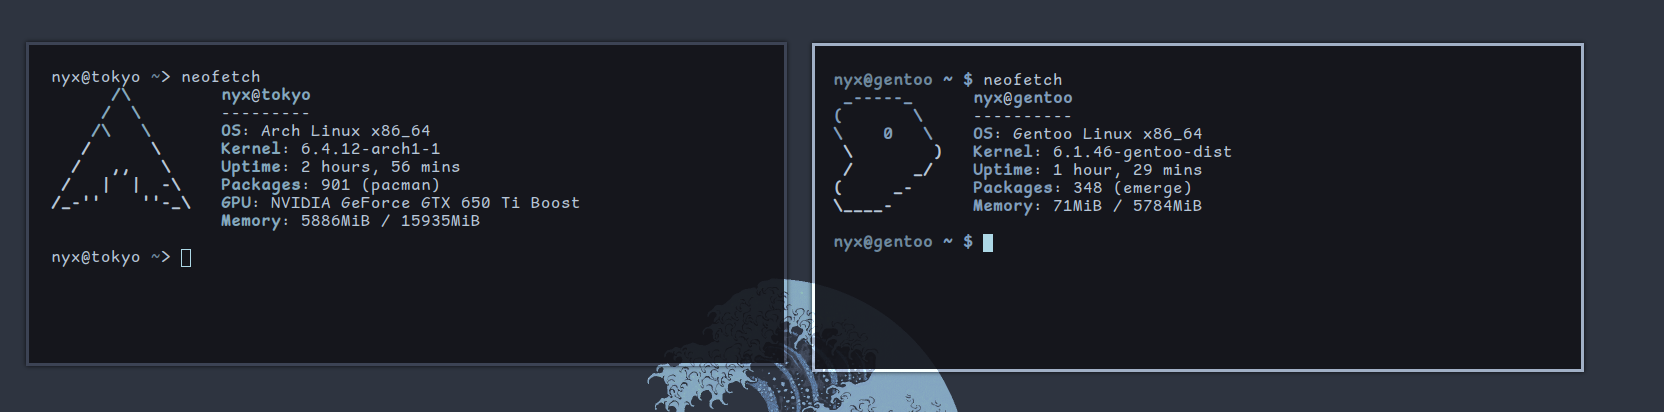 nyx@tokyo ~> neofetch
nyx@tokyo
---------
OS: Arch Linux x86_64
Kernel: 6.4.12-arch1-1
Uptime: 2 hours, 56 mins
Packages: 901 (pacman)
GPU: NVIDIA GeForce GTX 650 Ti Boost
Memory: 5886MiB / 15935MiB
nyx@tokyo ~>
nyx@gentoo ~ $ neofetch
nyx@gentoo
----------
OS: Gentoo Linux x86_64
Kernel: 6.1.46-gentoo-dist
Uptime: 1 hour, 29 mins
Packages: 348 (emerge)
Memory: 71MiB / 5784MiB
nyx@gentoo ~ $